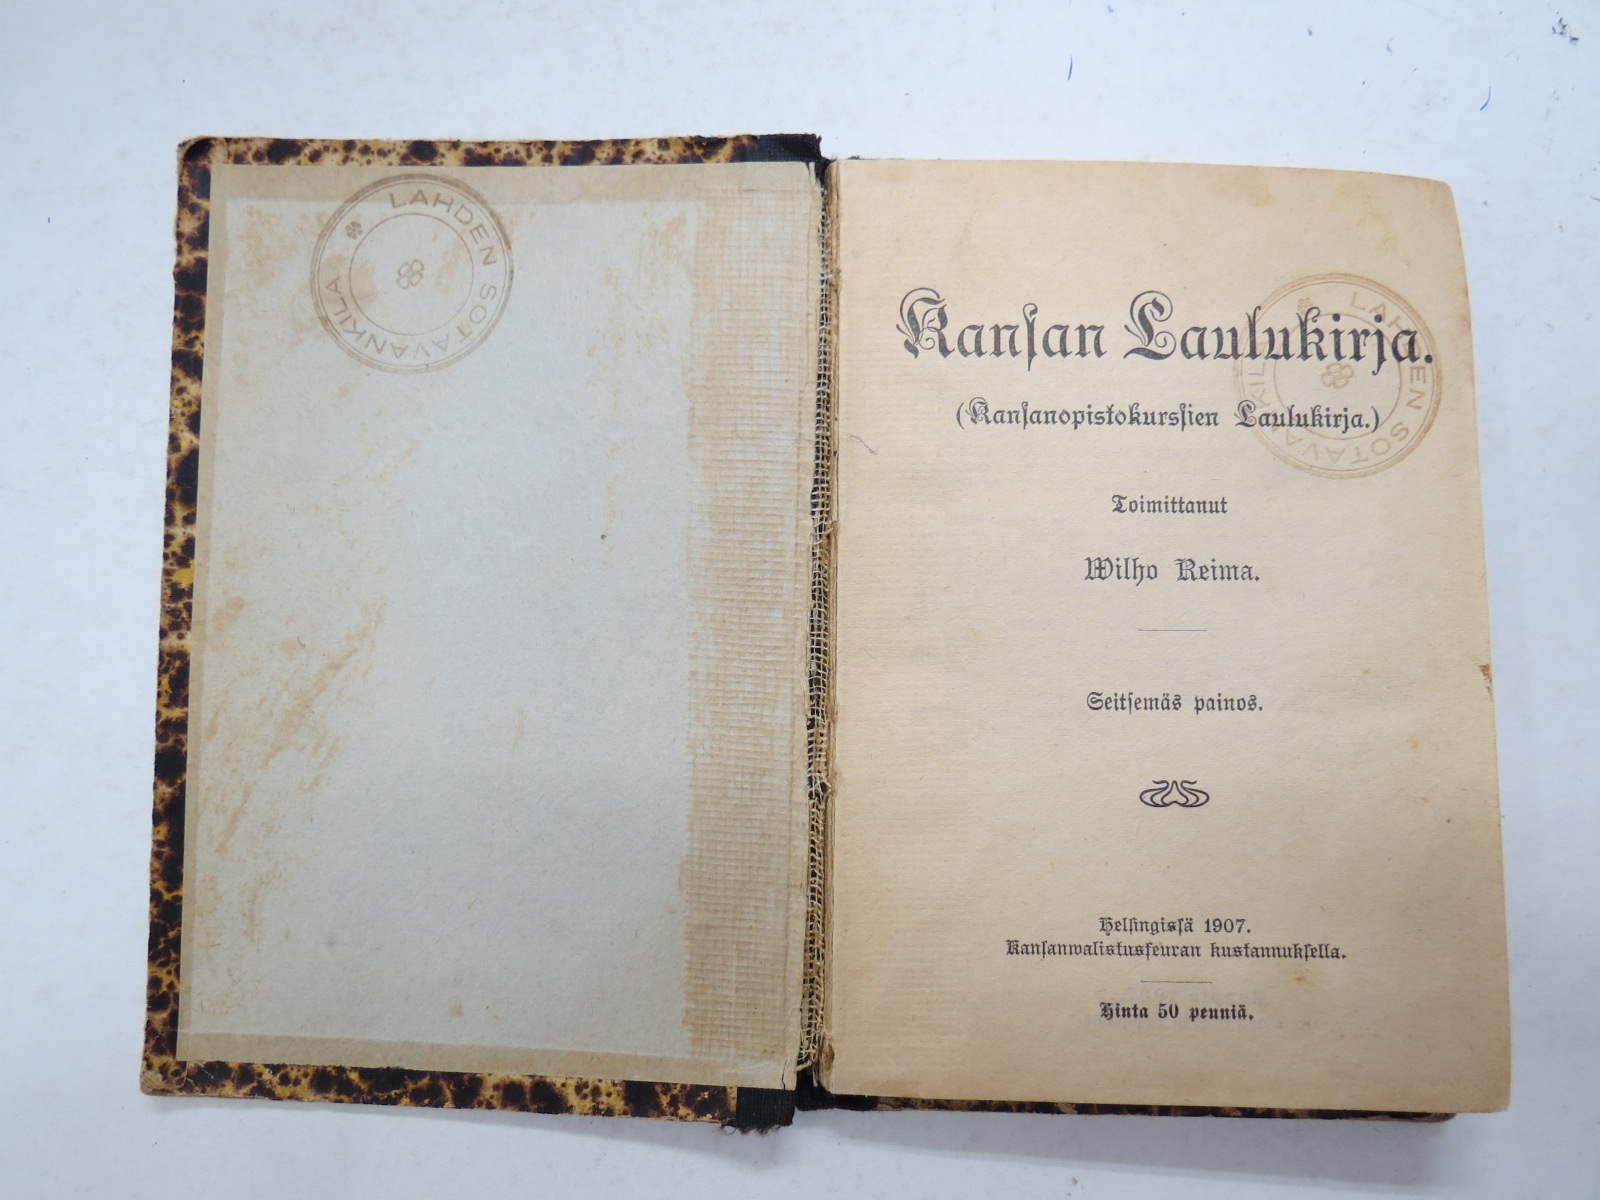 LAHDEN SOTAVANKILA
Kansan Laulukirja.
LAHDEN SOTAVANKILA
(Kansanopistokurssien Laulukirja.)
Toimittanut
Wilho Reima.
Seitsemäs painos.
Helsingissä 1907.
Kansanwalistusseuran kustannuksella.
Hinta 50 penniä.